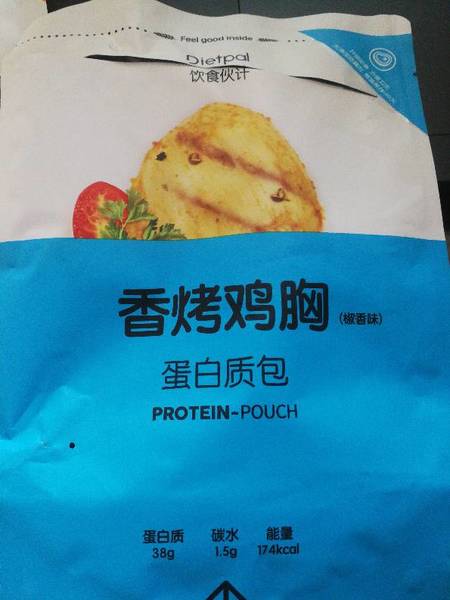 Feel good inside
Dietpal
饮食伙计
香烤鸡胸(椒香味)
蛋白质包
PROTEIN-POUCH
蛋白质 碳水 能量
38g 1.5g 174kcal